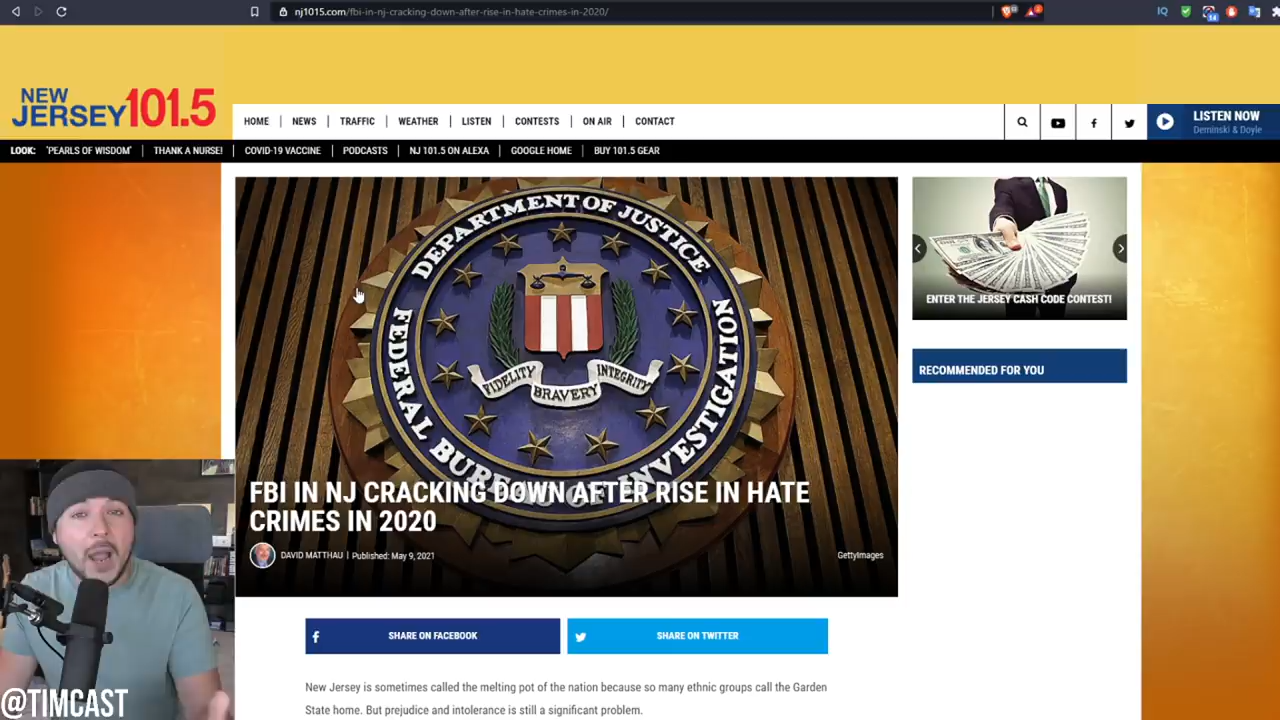 nj1015.com/fbi-in-nj-cracking-down-after-rise-in-hate-crimes-in-2020/
IQ
NEW
JERSEY 101.5
HOME
NEWS
TRAFFIC
WEATHER
LISTEN
CONTESTS
ON AIR
CONTACT
LISTEN NOW
Deminski & Doyle
LOOK:
'PEARLS OF WISDOM'
THANK A NURSE!
COVID-19 VACCINE
PODCASTS
NJ 101.5 ON ALEXA
GOOGLE HOME
BUY 101.5 GEAR
DEPARTMENT OF JUSTICE
FEDERAL BUREAU OF INVESTIGATION
FIDELITY
BRAVERY
INTEGRITY
ENTER THE JERSEY CASH CODE CONTEST!
RECOMMENDED FOR YOU
FBI IN NJ CRACKING DOWN AFTER RISE IN HATE
CRIMES IN 2020
DAVID MATTHAU | Published: May 9, 2021
GettyImages
SHARE ON FACEBOOK
SHARE ON TWITTER
New Jersey is sometimes called the melting pot of the nation because so many ethnic groups call the Garden
State home. But prejudice and intolerance is still a significant problem.
@TIMCAST